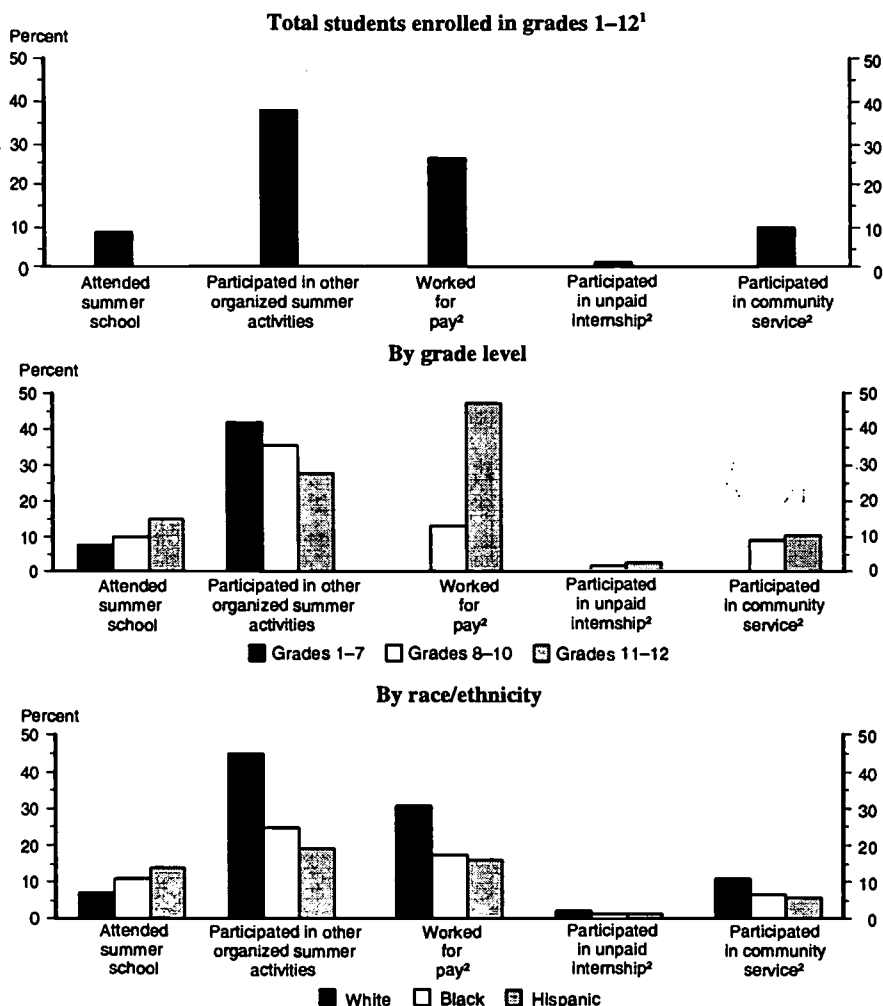 Total students enrolled in grades 1–12¹
Percent
50
40
30
20
10
0
50
40
30
20
10
0
Attended
summer
school
Participated in other
organized summer
activities
Worked
for
pay²
Participated
in unpaid
internship²
Participated
in community
service²
By grade level
Percent
50
40
30
20
10
0
50
40
30
20
10
0
Attended
summer
school
Participated in other
organized summer
activities
Worked
for
pay²
Participated
in unpaid
internship²
Participated
in community
service²
Grades 1–7 Grades 8–10 Grades 11–12
By race/ethnicity
Percent
50
40
30
20
10
0
50
40
30
20
10
0
Attended
summer
school
Participated in other
organized summer
activities
Worked
for
pay²
Participated
in unpaid
internship²
Participated
in community
service²
White Black Hispanic